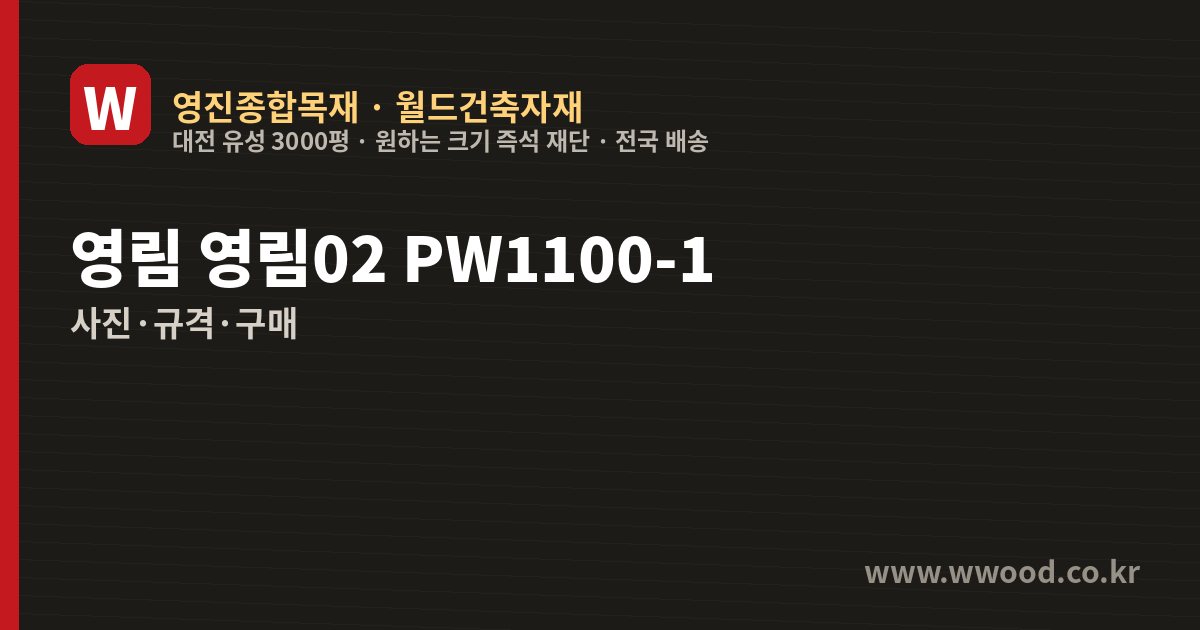 W
영진종합목재 · 월드건축자재
대전 유성 3000평 · 원하는 크기 즉석 재단 · 전국 배송
영림 영림02 PW1100-1
사진·규격·구매
www.wwood.co.kr